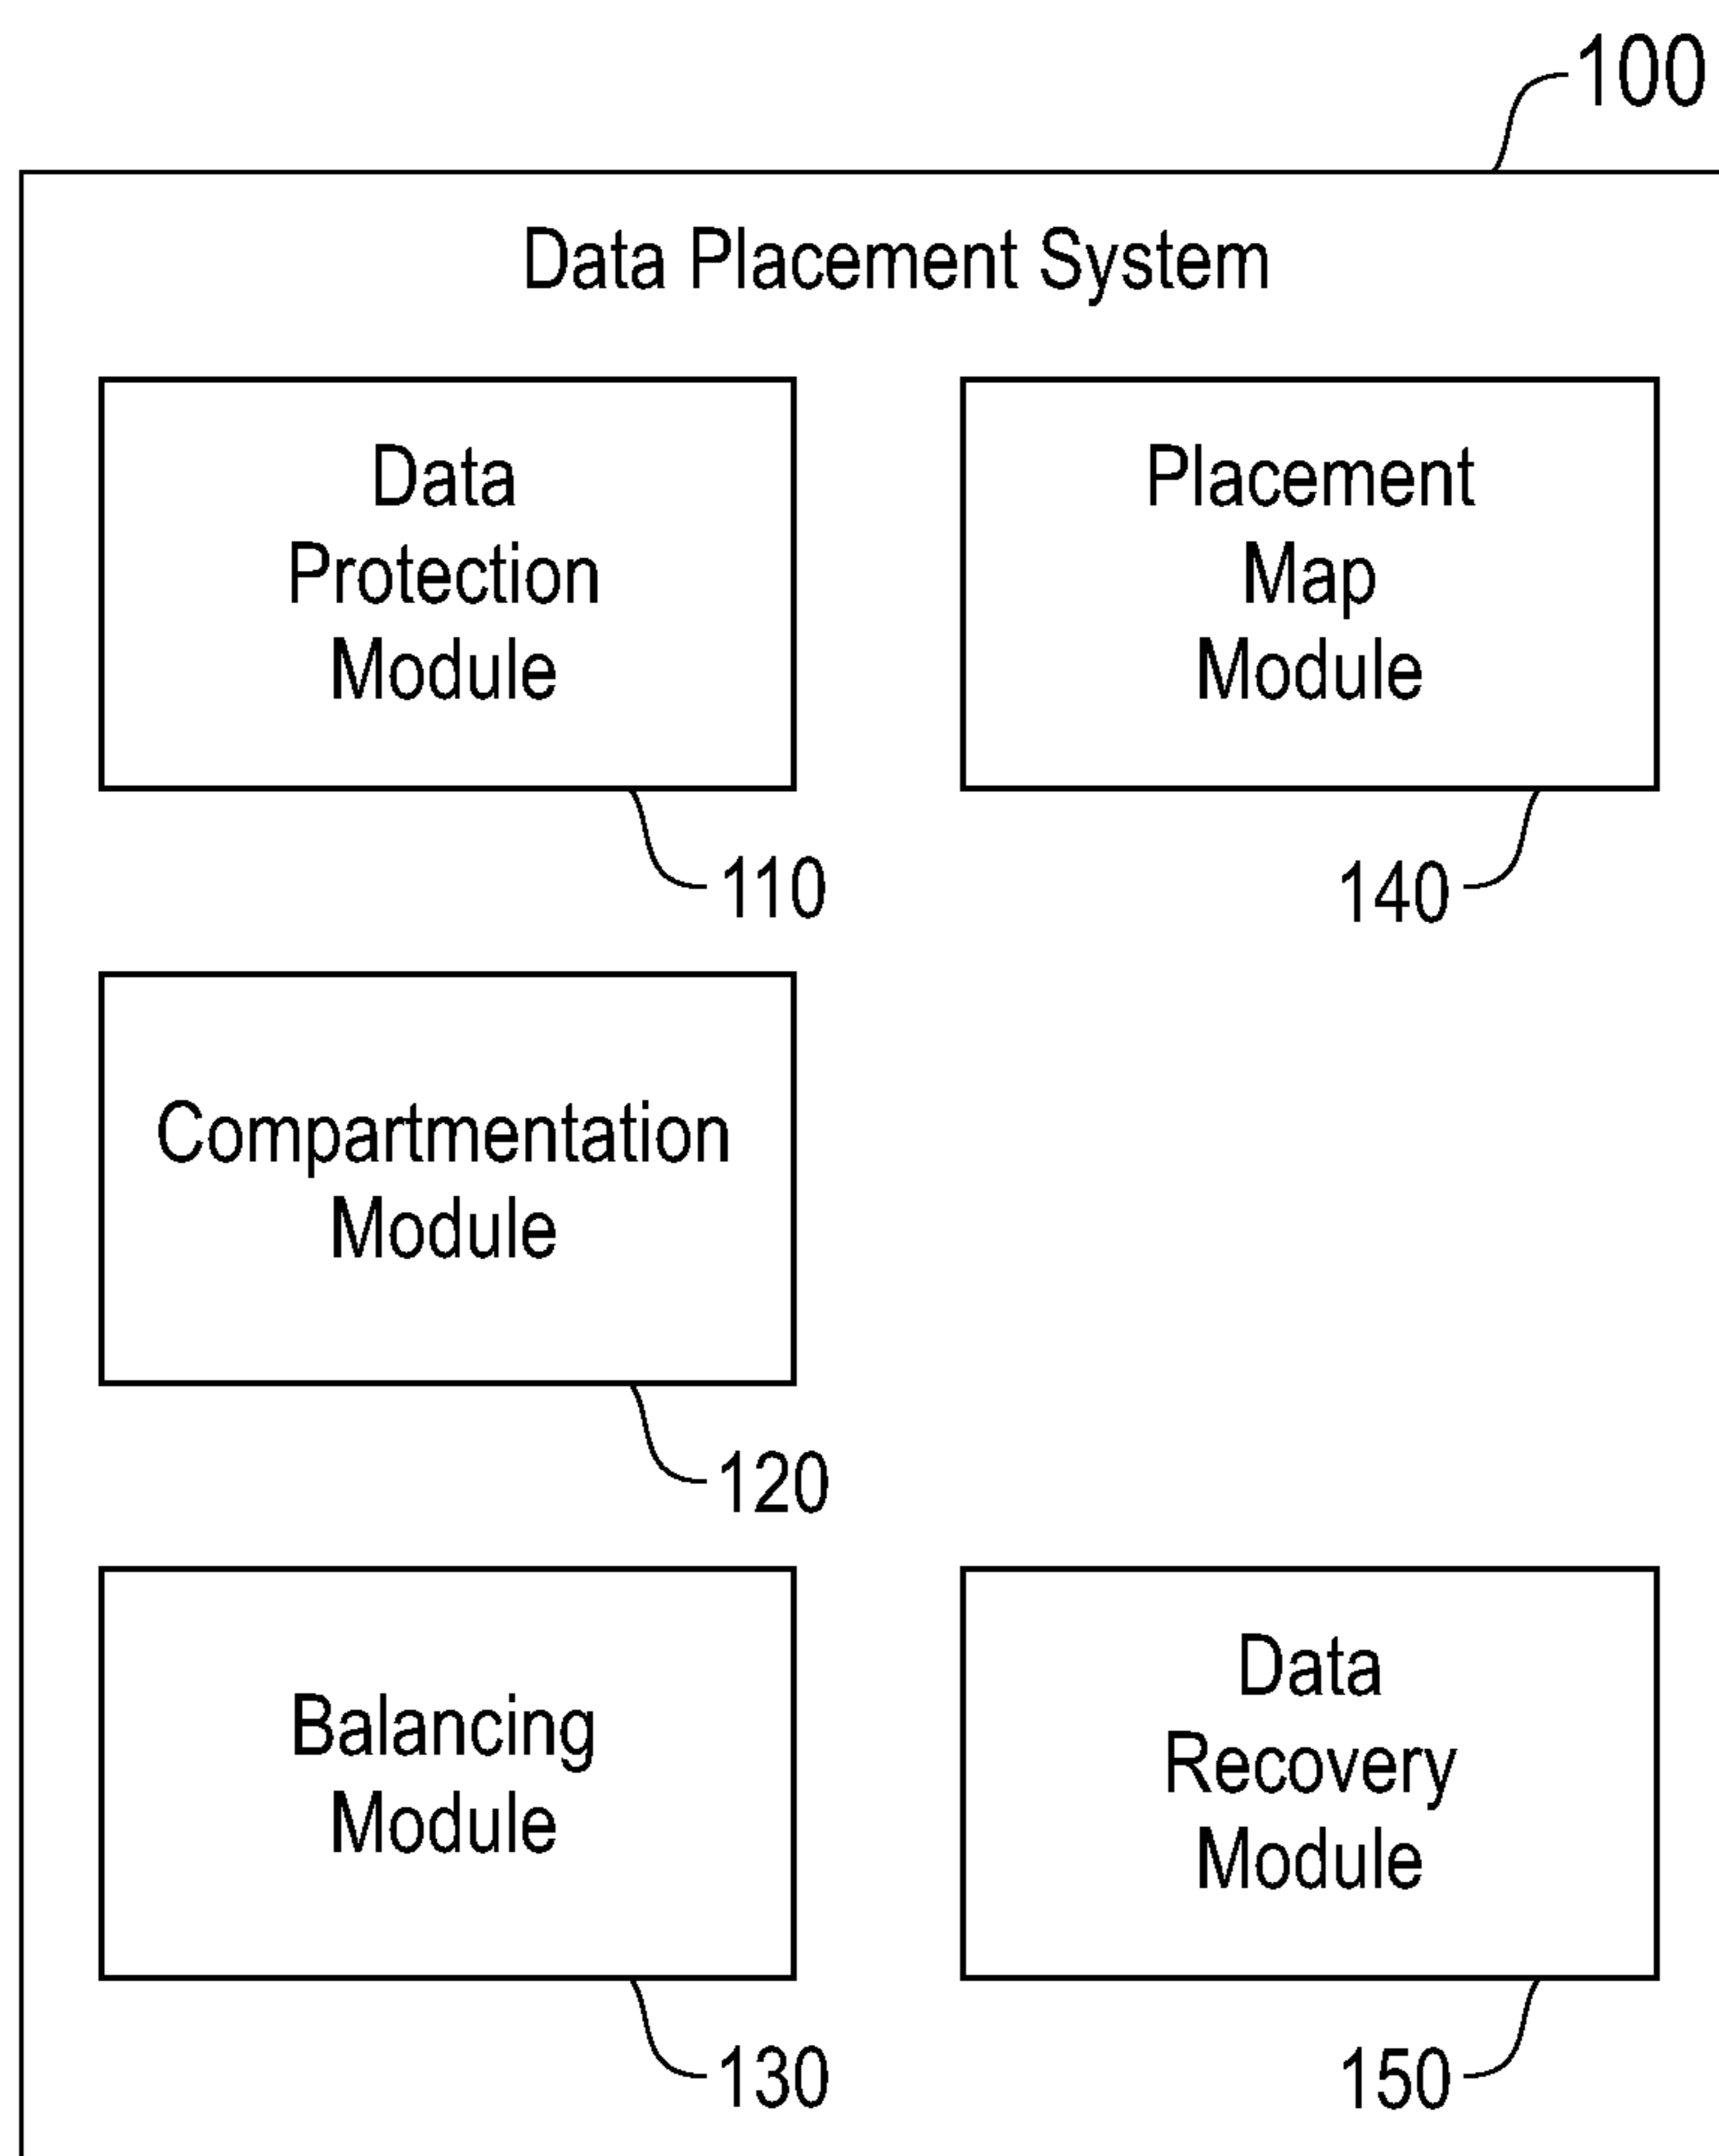 100
Data Placement System
Data
Protection
Module
110
Placement
Map
Module
140
Compartmentation
Module
120
Balancing
Module
130
Data
Recovery
Module
150